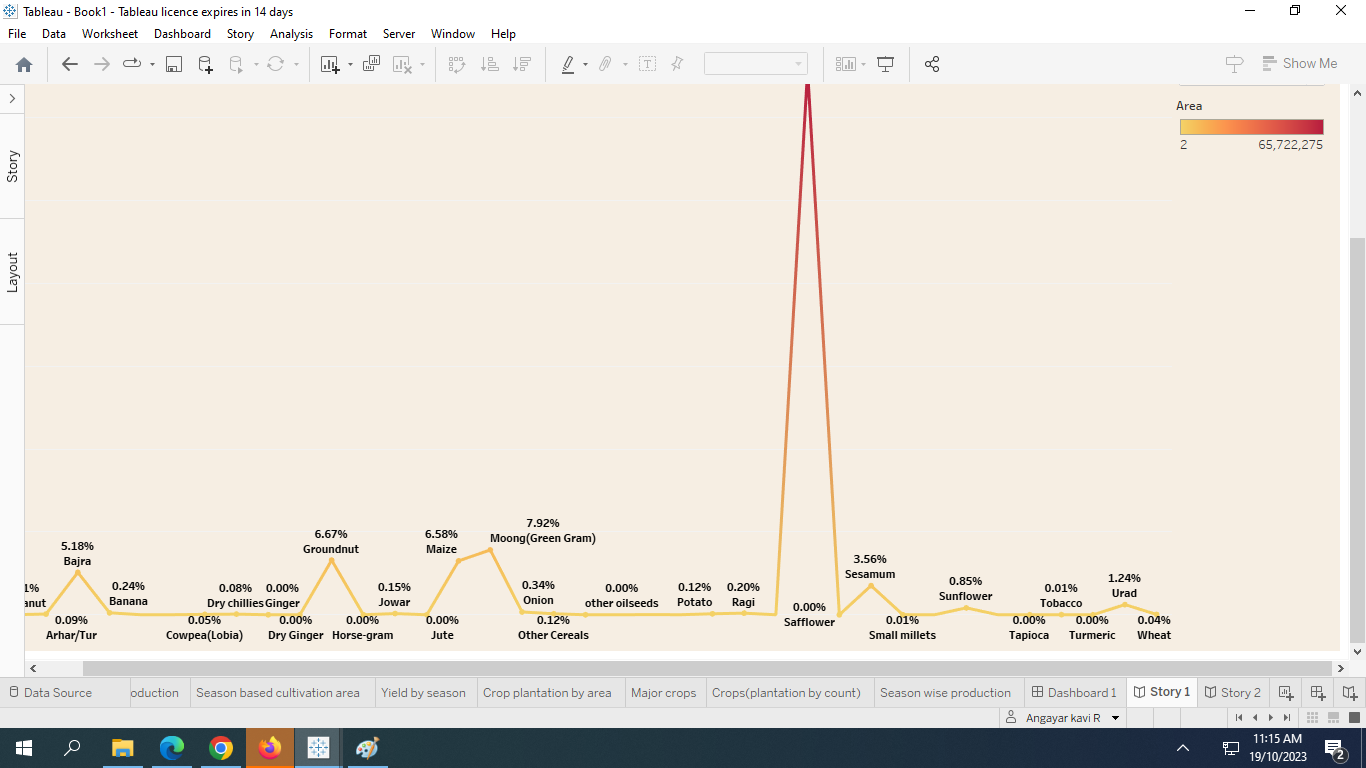 Tableau - Book1 - Tableau licence expires in 14 days
File Data Worksheet Dashboard Story Analysis Format Server Window Help
Show Me
Story
Layout
Area
2 65,722,275
7.92%
Moong(Green Gram)
6.67%
Groundnut
6.58%
Maize
5.18%
Bajra
3.56%
Sesamum
1.24%
Urad
0.85%
Sunflower
1%
anut
0.24%
Banana
0.08%
Dry chillies
0.00%
Ginger
0.15%
Jowar
0.34%
Onion
0.00%
other oilseeds
0.12%
Potato
0.20%
Ragi
0.00%
Safflower
0.01%
Tobacco
0.09%
Arhar/Tur
0.05%
Cowpea(Lobia)
0.00%
Dry Ginger
0.00%
Horse-gram
0.00%
Jute
0.12%
Other Cereals
0.01%
Small millets
0.00%
Tapioca
0.00%
Turmeric
0.04%
Wheat
Data Source oduction Season based cultivation area Yield by season Crop plantation by area Major crops Crops(plantation by count) Season wise production Dashboard 1 Story 1 Story 2
Angayar kavi R
11:15 AM
19/10/2023
2